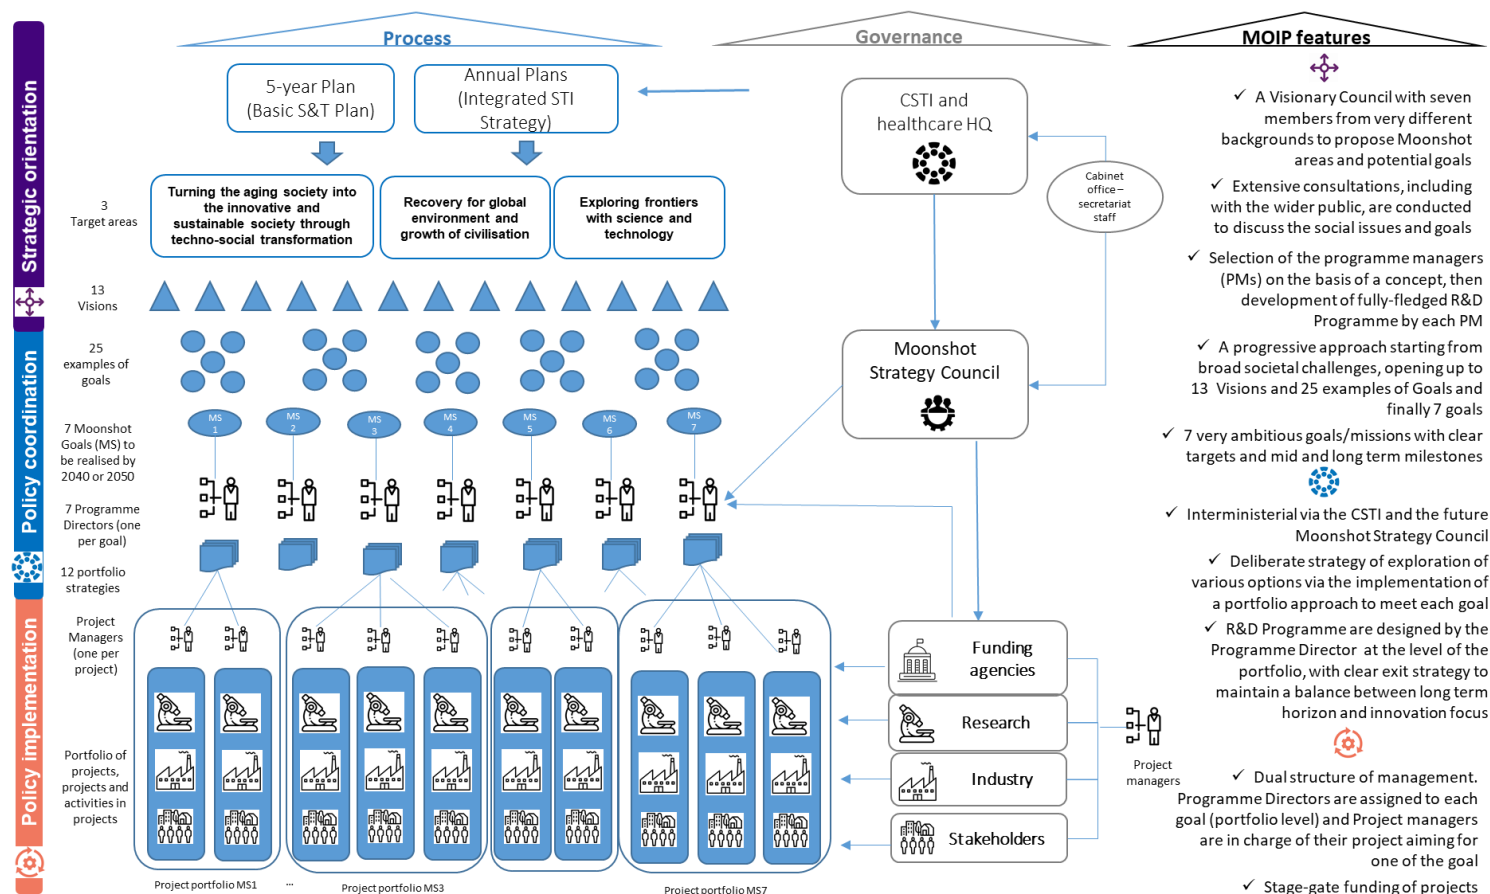 Process
Governance
MOIP features
Strategic orientation
Policy coordination
Policy implementation
5-year Plan
(Basic S&T Plan)
Annual Plans
(Integrated STI
Strategy)
3
Target areas
Turning the aging society into
the innovative and
sustainable society through
techno-social transformation
Recovery for global
environment and
growth of civilisation
Exploring frontiers
with science and
technology
13
Visions
25
examples of
goals
7 Moonshot
Goals (MS) to
be realised by
2040 or 2050
MS
1
MS
2
MS
3
MS
4
MS
5
MS
6
MS
7
7 Programme
Directors (one
per goal)
12 portfolio
strategies
Project
Managers
(one per
project)
Portfolio of
projects,
projects and
activities in
projects
Project portfolio MS1
...
Project portfolio MS3
Project portfolio MS7
CSTI and
healthcare HQ
Cabinet
office –
secretariat
staff
Moonshot
Strategy Council
Funding
agencies
Research
Industry
Stakeholders
Project
managers
✓ A Visionary Council with seven
members from very different
backgrounds to propose Moonshot
areas and potential goals
✓ Extensive consultations, including
with the wider public, are conducted
to discuss the social issues and goals
✓ Selection of the programme managers
(PMs) on the basis of a concept, then
development of fully-fledged R&D
Programme by each PM
✓ A progressive approach starting from
broad societal challenges, opening up to
13 Visions and 25 examples of Goals and
finally 7 goals
✓ 7 very ambitious goals/missions with clear
targets and mid and long term milestones
✓ Interministerial via the CSTI and the future
Moonshot Strategy Council
✓ Deliberate strategy of exploration of
various options via the implementation of
a portfolio approach to meet each goal
✓ R&D Programme are designed by the
Programme Director at the level of the
portfolio, with clear exit strategy to
maintain a balance between long term
horizon and innovation focus
✓ Dual structure of management.
Programme Directors are assigned to each
goal (portfolio level) and Project managers
are in charge of their project aiming for
one of the goal
✓ Stage-gate funding of projects